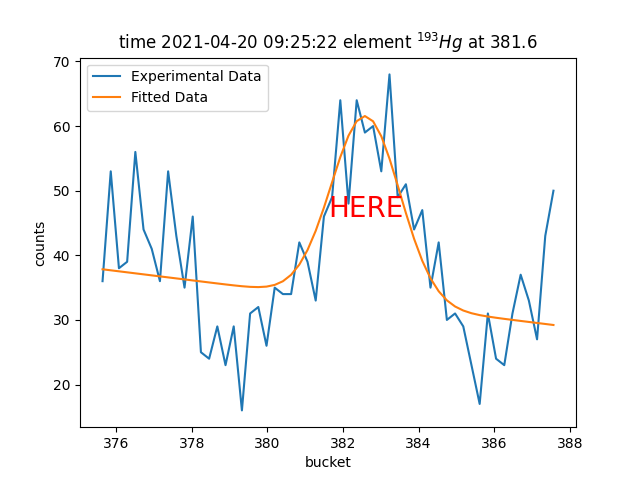 time 2021-04-20 09:25:22 element ¹⁹³Hg at 381.6
Experimental Data
Fitted Data
70
60
50
40
30
20
counts
HERE
376 378 380 382 384 386 388
bucket